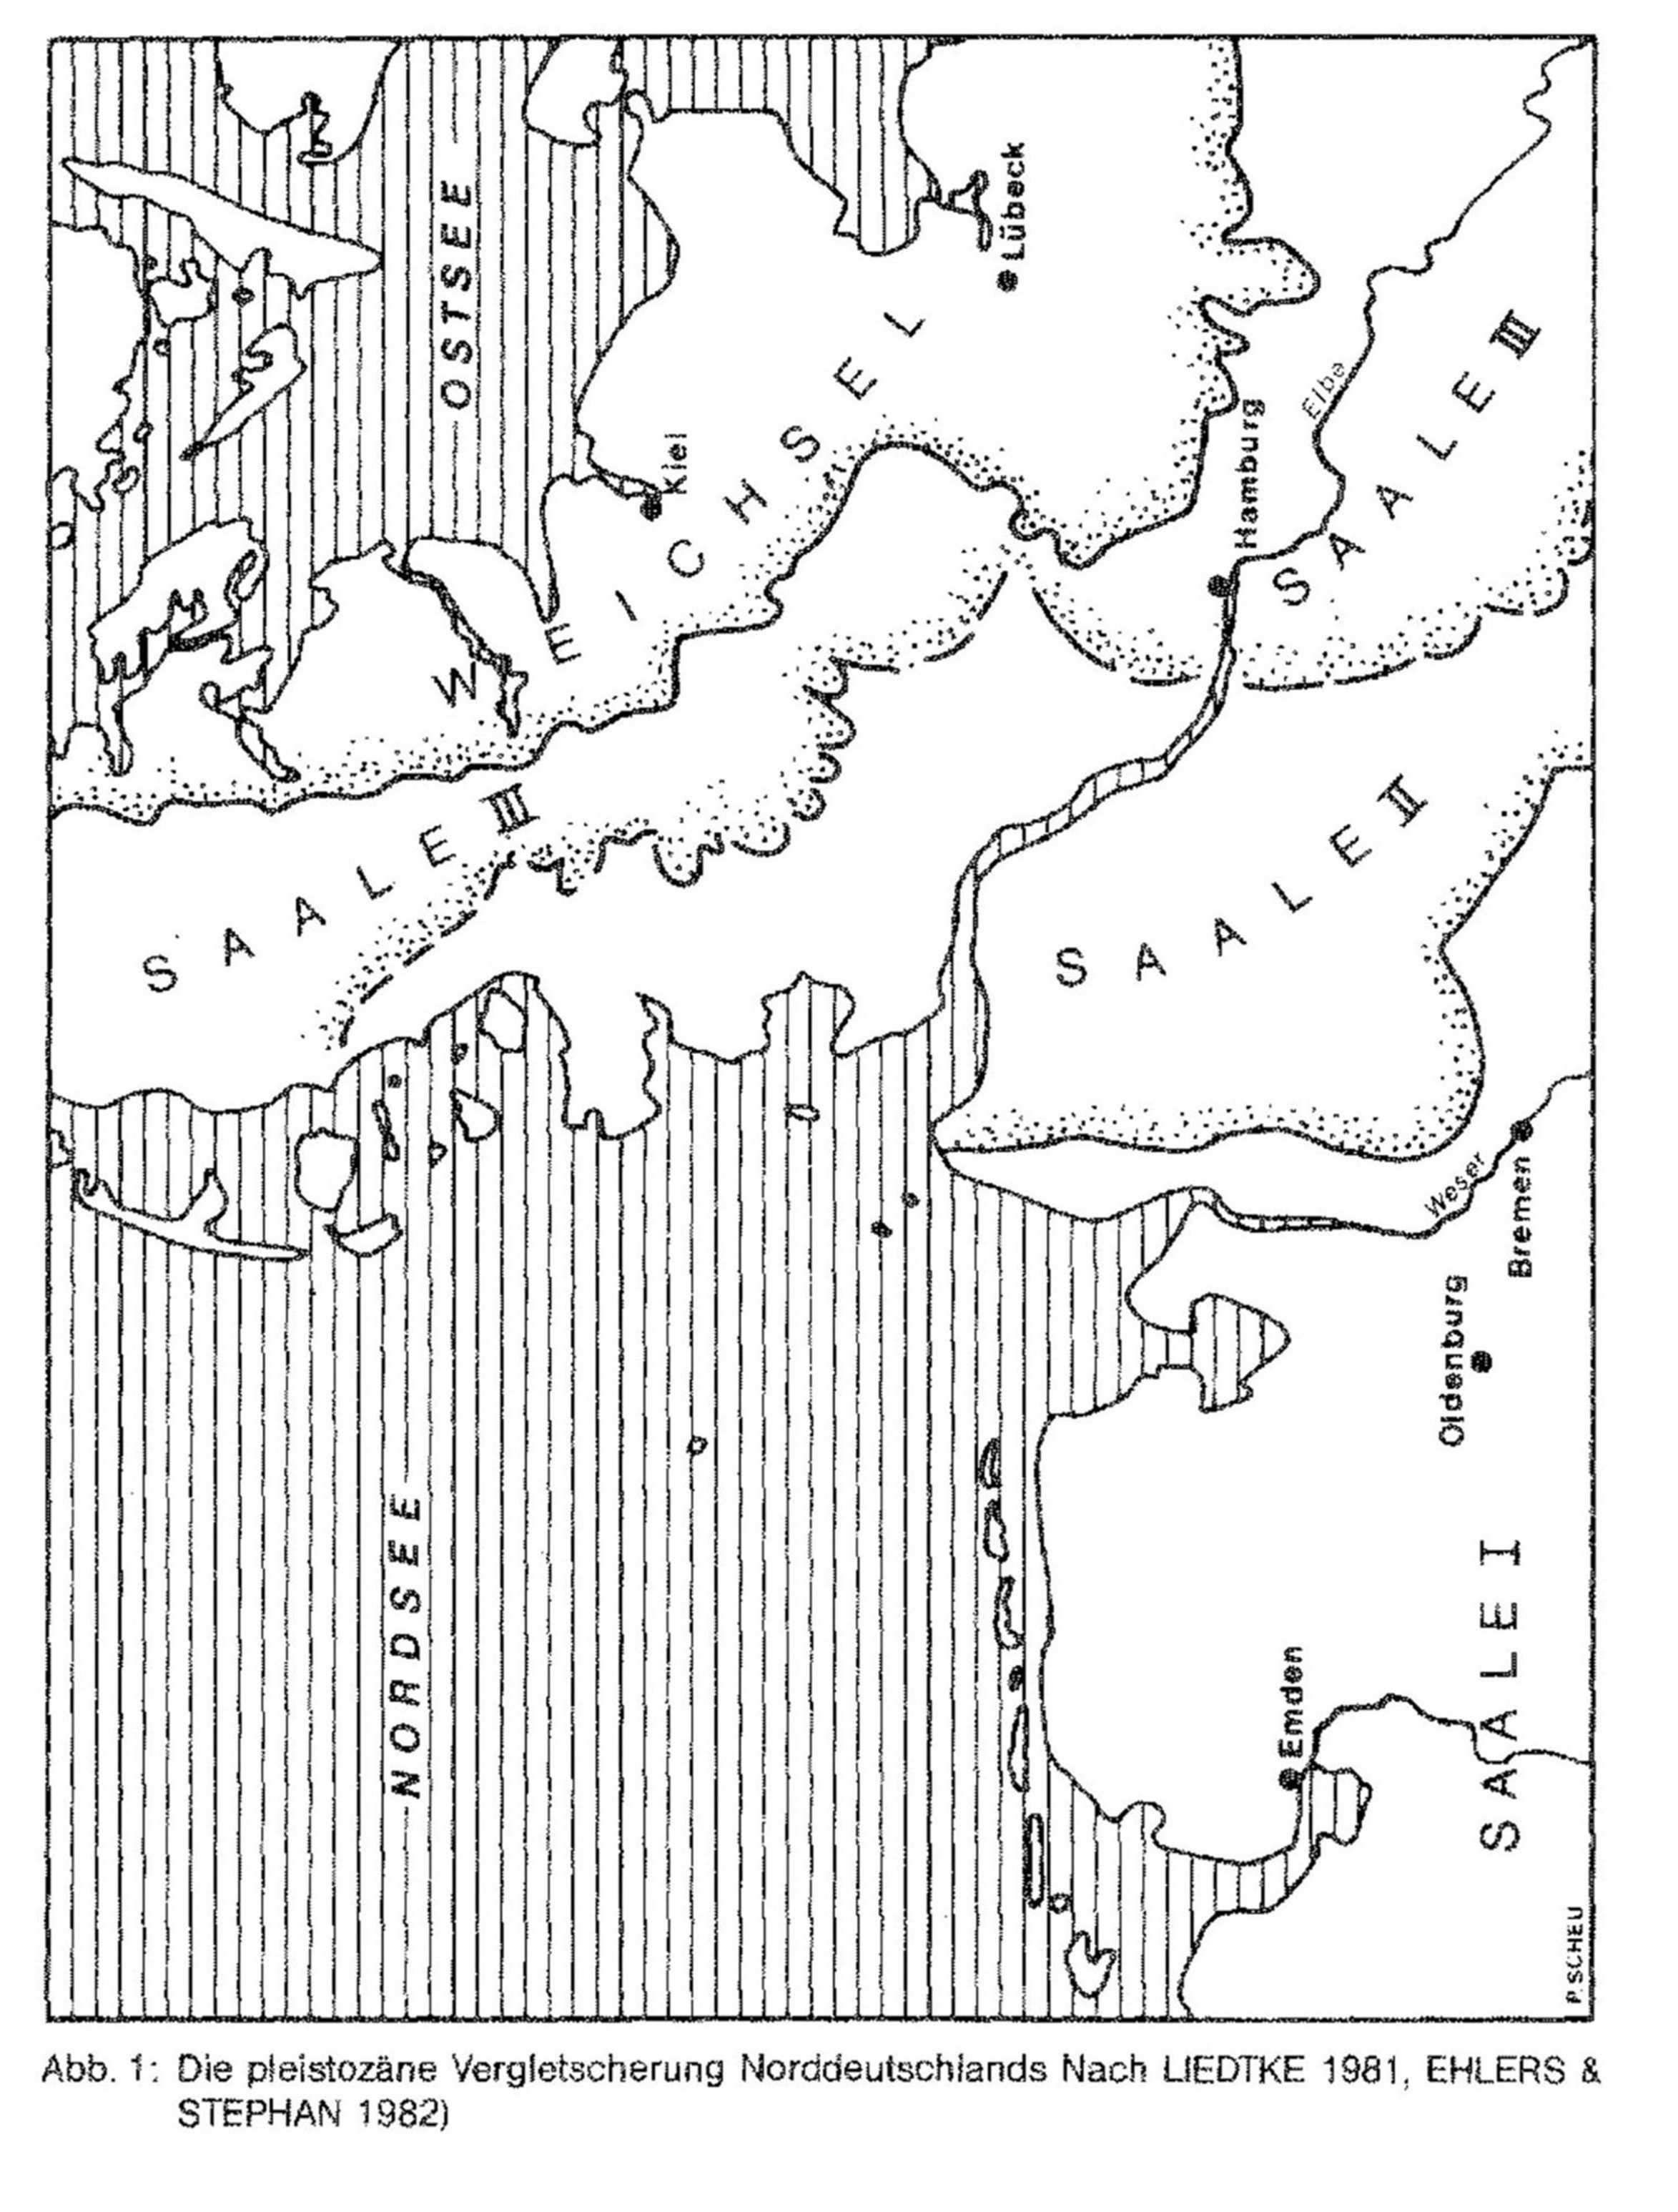 OSTSEE
Lübeck
Kiel
WEICHSEL
Hamburg
Elbe
SAALE III
SAALE III
SAALE II
Weser
Bremen
Oldenburg
NORDSEE
Emden
SAALE I
P. SCHEU
Abb. 1: Die pleistozäne Vergletscherung Norddeutschlands Nach LIEDTKE 1981, EHLERS &
STEPHAN 1982)